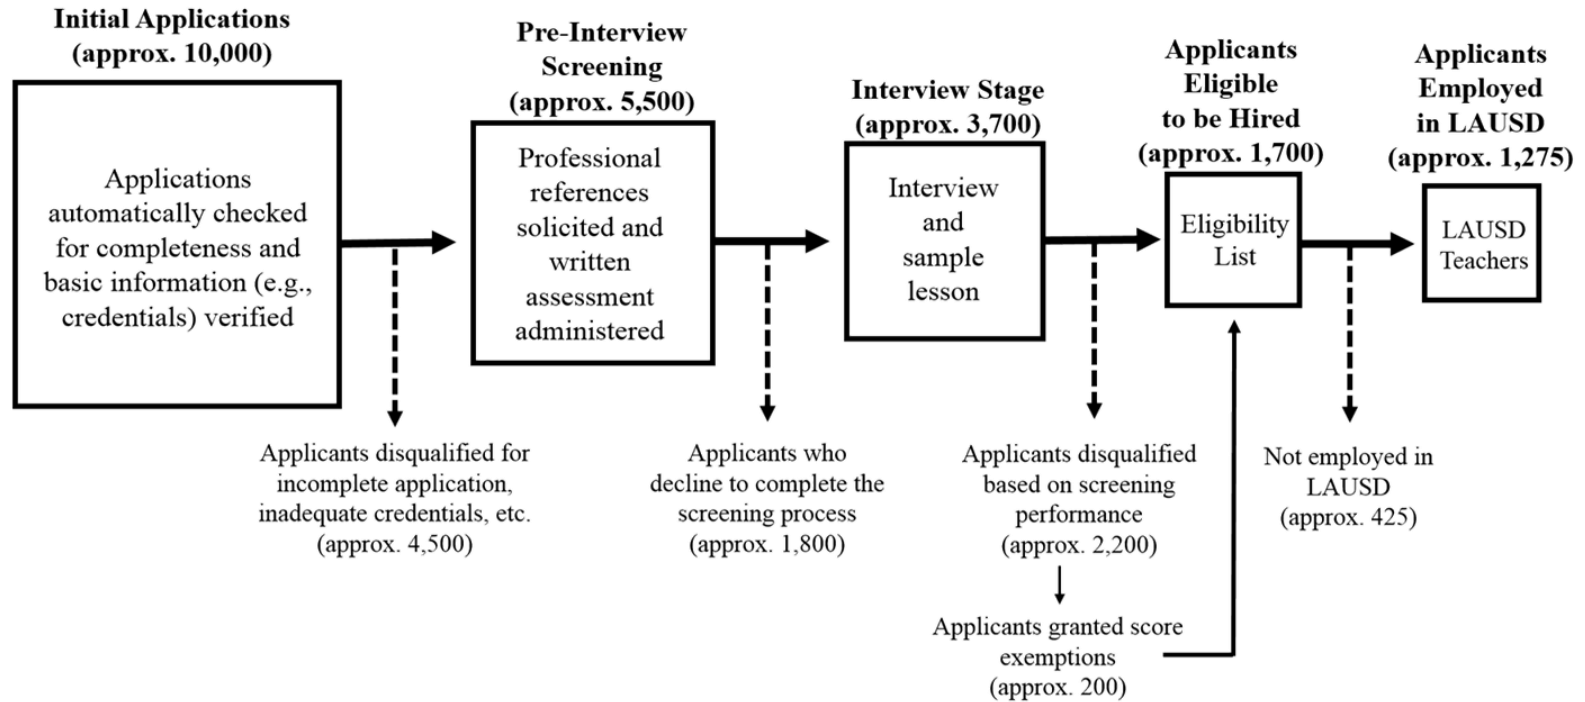 Initial Applications
(approx. 10,000)
Applications
automatically checked
for completeness and
basic information (e.g.,
credentials) verified
Pre-Interview
Screening
(approx. 5,500)
Professional
references
solicited and
written
assessment
administered
Interview Stage
(approx. 3,700)
Interview
and
sample
lesson
Applicants
Eligible
to be Hired
(approx. 1,700)
Eligibility
List
Applicants
Employed
in LAUSD
(approx. 1,275)
LAUSD
Teachers
Applicants disqualified for
incomplete application,
inadequate credentials, etc.
(approx. 4,500)
Applicants who
decline to complete the
screening process
(approx. 1,800)
Applicants disqualified
based on screening
performance
(approx. 2,200)
Applicants granted score
exemptions
(approx. 200)
Not employed in
LAUSD
(approx. 425)